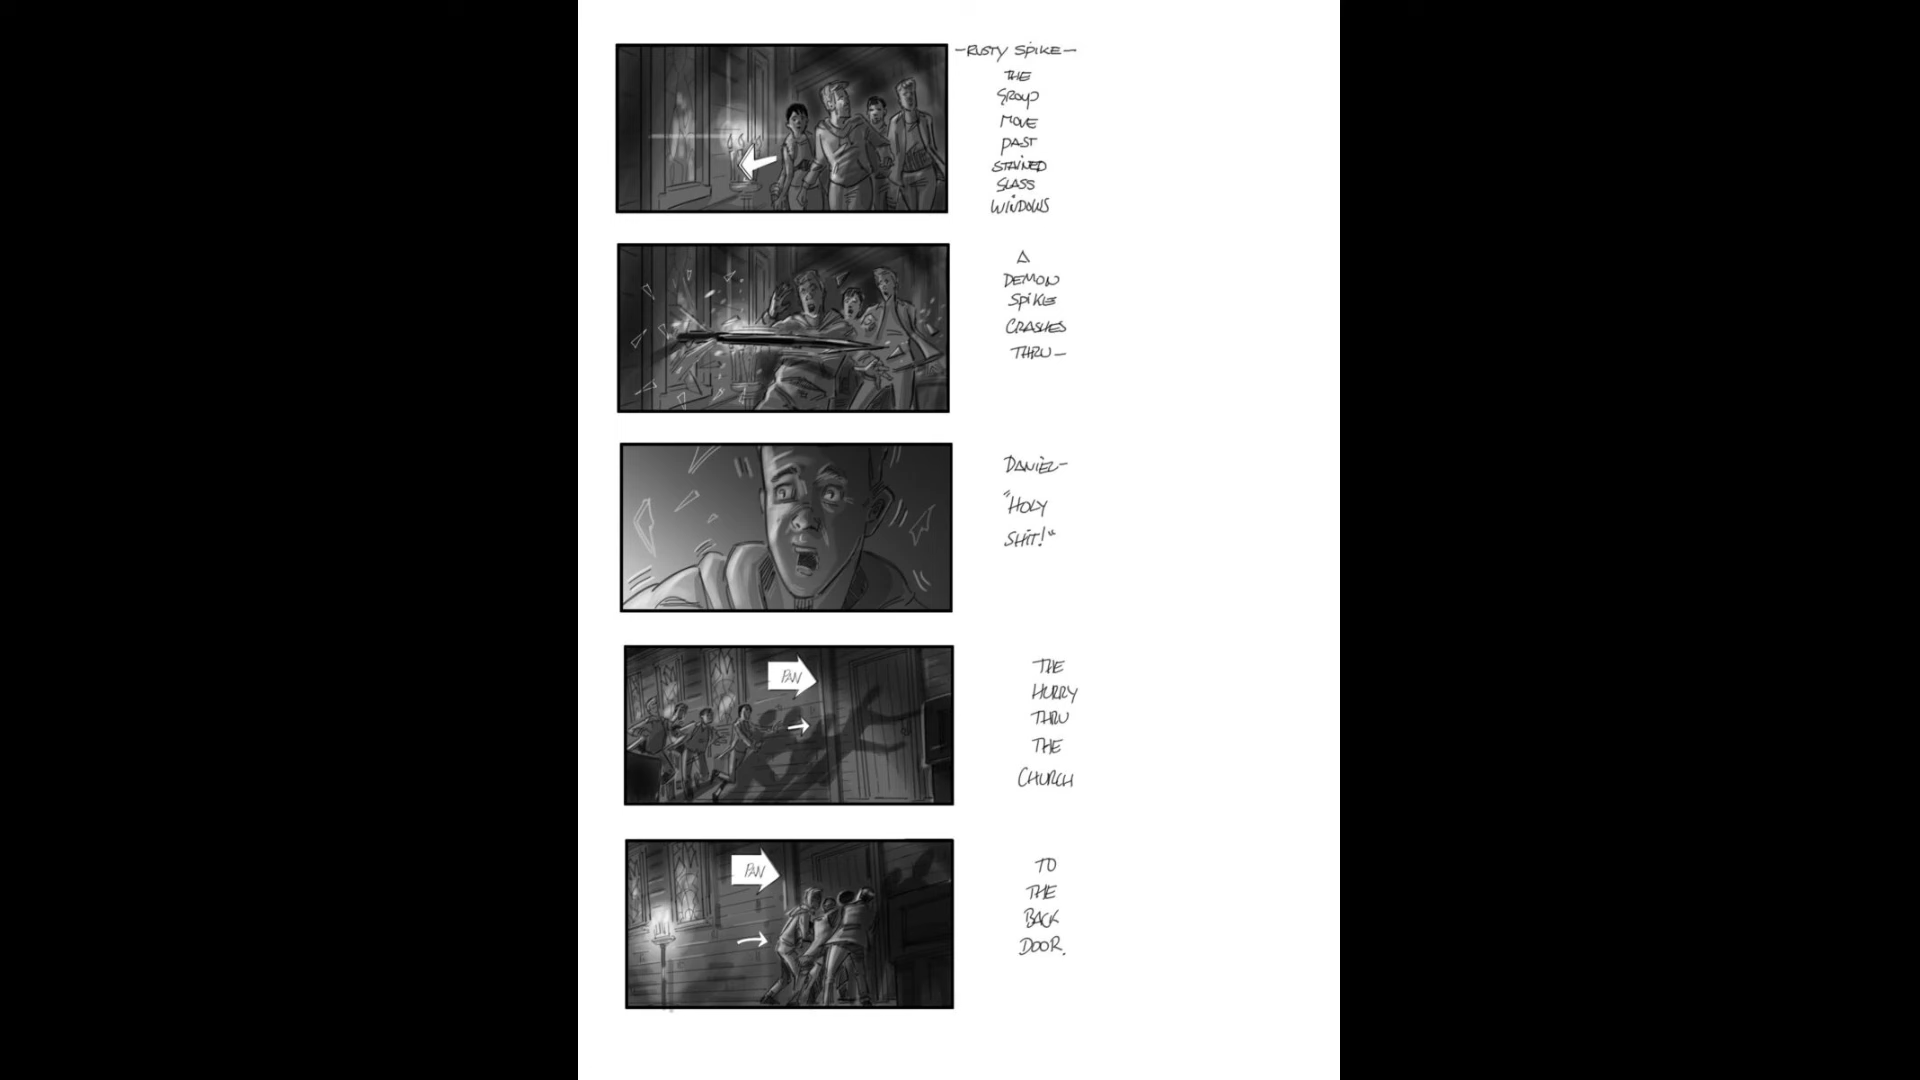 -RUSTY SPIKE-
THE
GROUP
MOVE
PAST
STAINED
GLASS
WINDOWS
A
DEMON
SPIKE
CRASHES
THRU-
DANIEL-
"HOLY
SHIT!"
PAN
THE
HURRY
THRU
THE
CHURCH
PAN
TO
THE
BACK
DOOR.